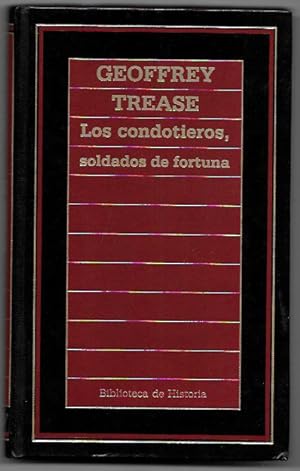 GEOFFREY
TREASE
Los condotieros,
soldados de fortuna
Biblioteca de Historia